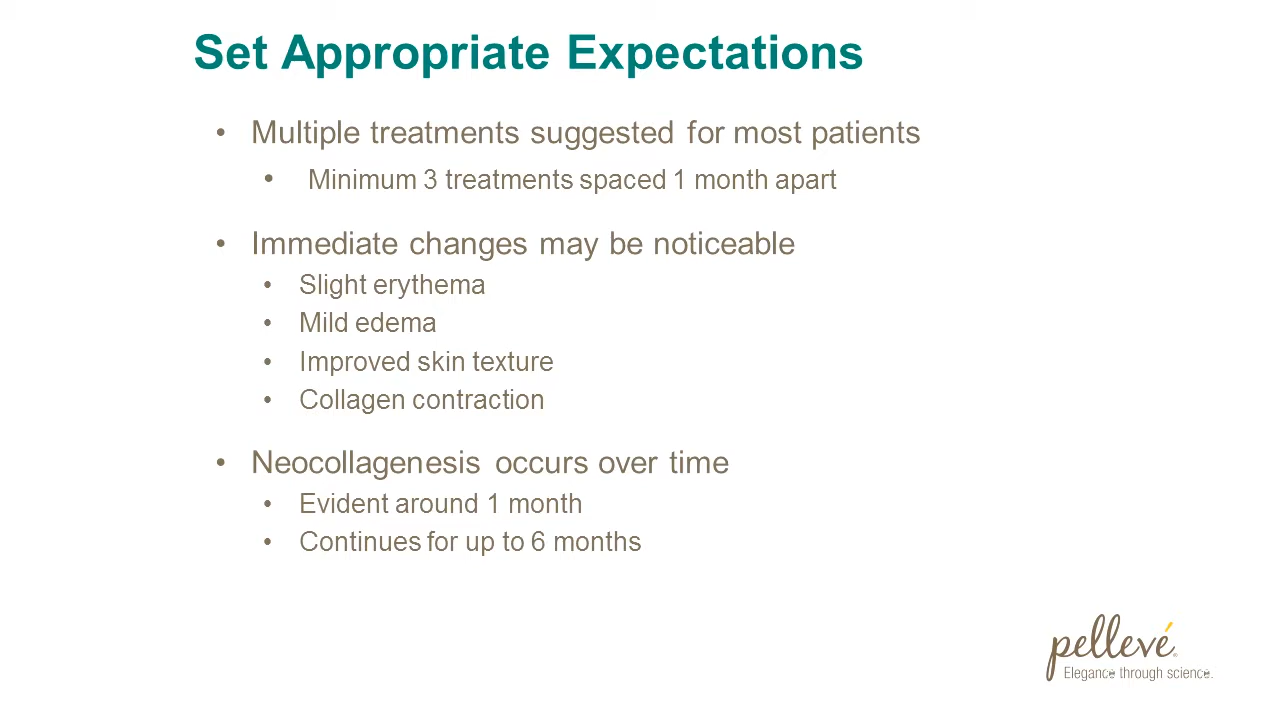 Set Appropriate Expectations
• Multiple treatments suggested for most patients
• Minimum 3 treatments spaced 1 month apart
• Immediate changes may be noticeable
• Slight erythema
• Mild edema
• Improved skin texture
• Collagen contraction
• Neocollagenesis occurs over time
• Evident around 1 month
• Continues for up to 6 months
pellevé®
Elegance through science.